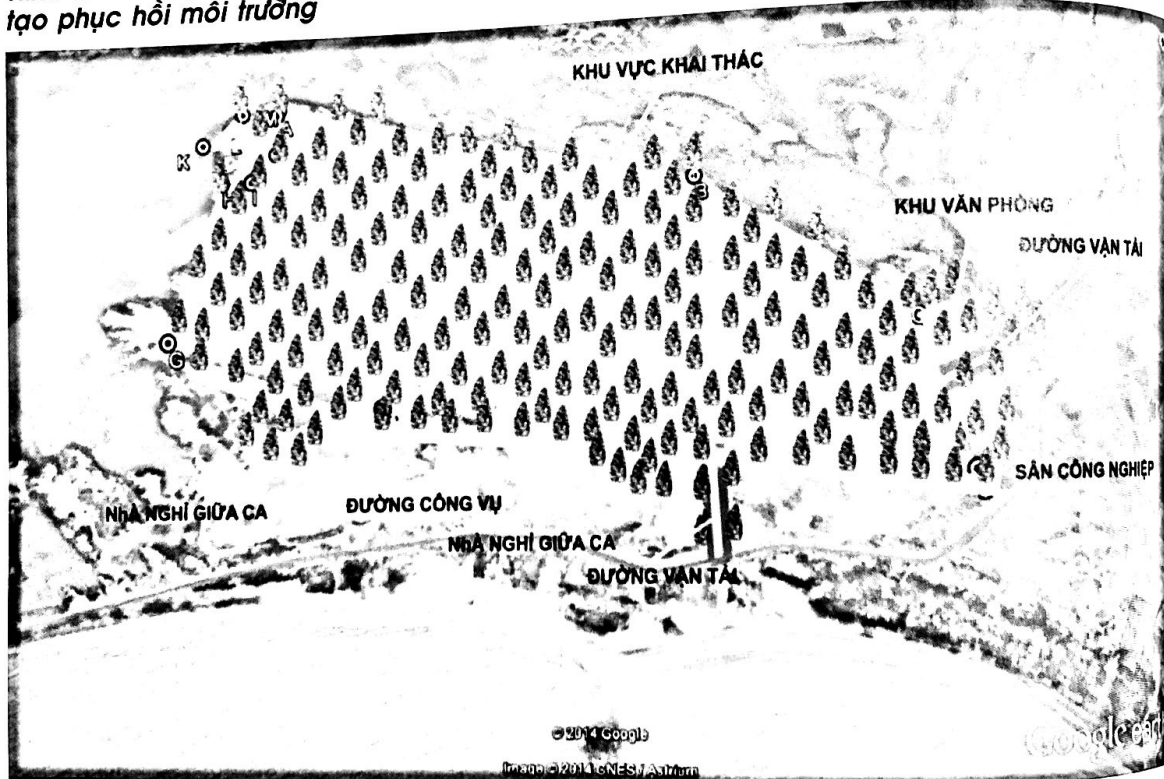 tạo phục hồi môi trường
KHU VỰC KHAI THÁC
D
M
A
K
L
C
H
I
B
KHU VĂN PHÒNG
ĐƯỜNG VẬN TẢI
C
G
SÂN CÔNG NGHIỆP
NHÀ NGHỈ GIỮA CA
ĐƯỜNG CÔNG VỤ
NHÀ NGHỈ GIỮA CA
ĐƯỜNG VẬN TẢI
© 2014 Google
Image © 2014 CNES / Astrium
Google earth